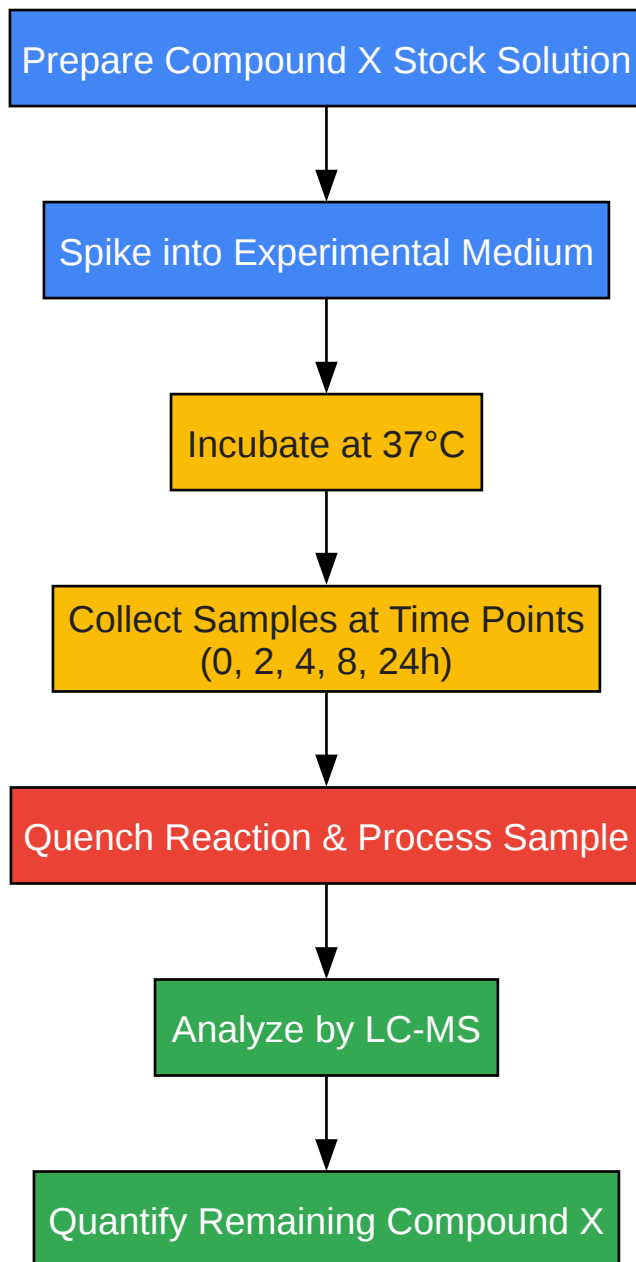 Prepare Compound X Stock Solution
Spike into Experimental Medium
Incubate at 37°C
Collect Samples at Time Points
(0, 2, 4, 8, 24h)
Quench Reaction & Process Sample
Analyze by LC-MS
Quantify Remaining Compound X